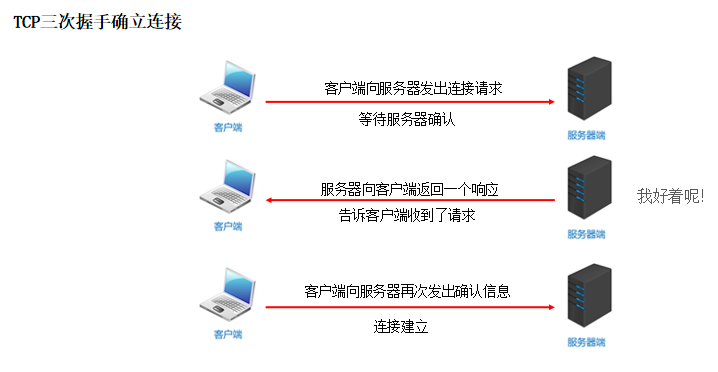 TCP三次握手确立连接
客户端向服务器发出连接请求
等待服务器确认
客户端
服务器端
服务器向客户端返回一个响应
告诉客户端收到了请求
我好着呢!
客户端
服务器端
客户端向服务器再次发出确认信息
连接建立
客户端
服务器端